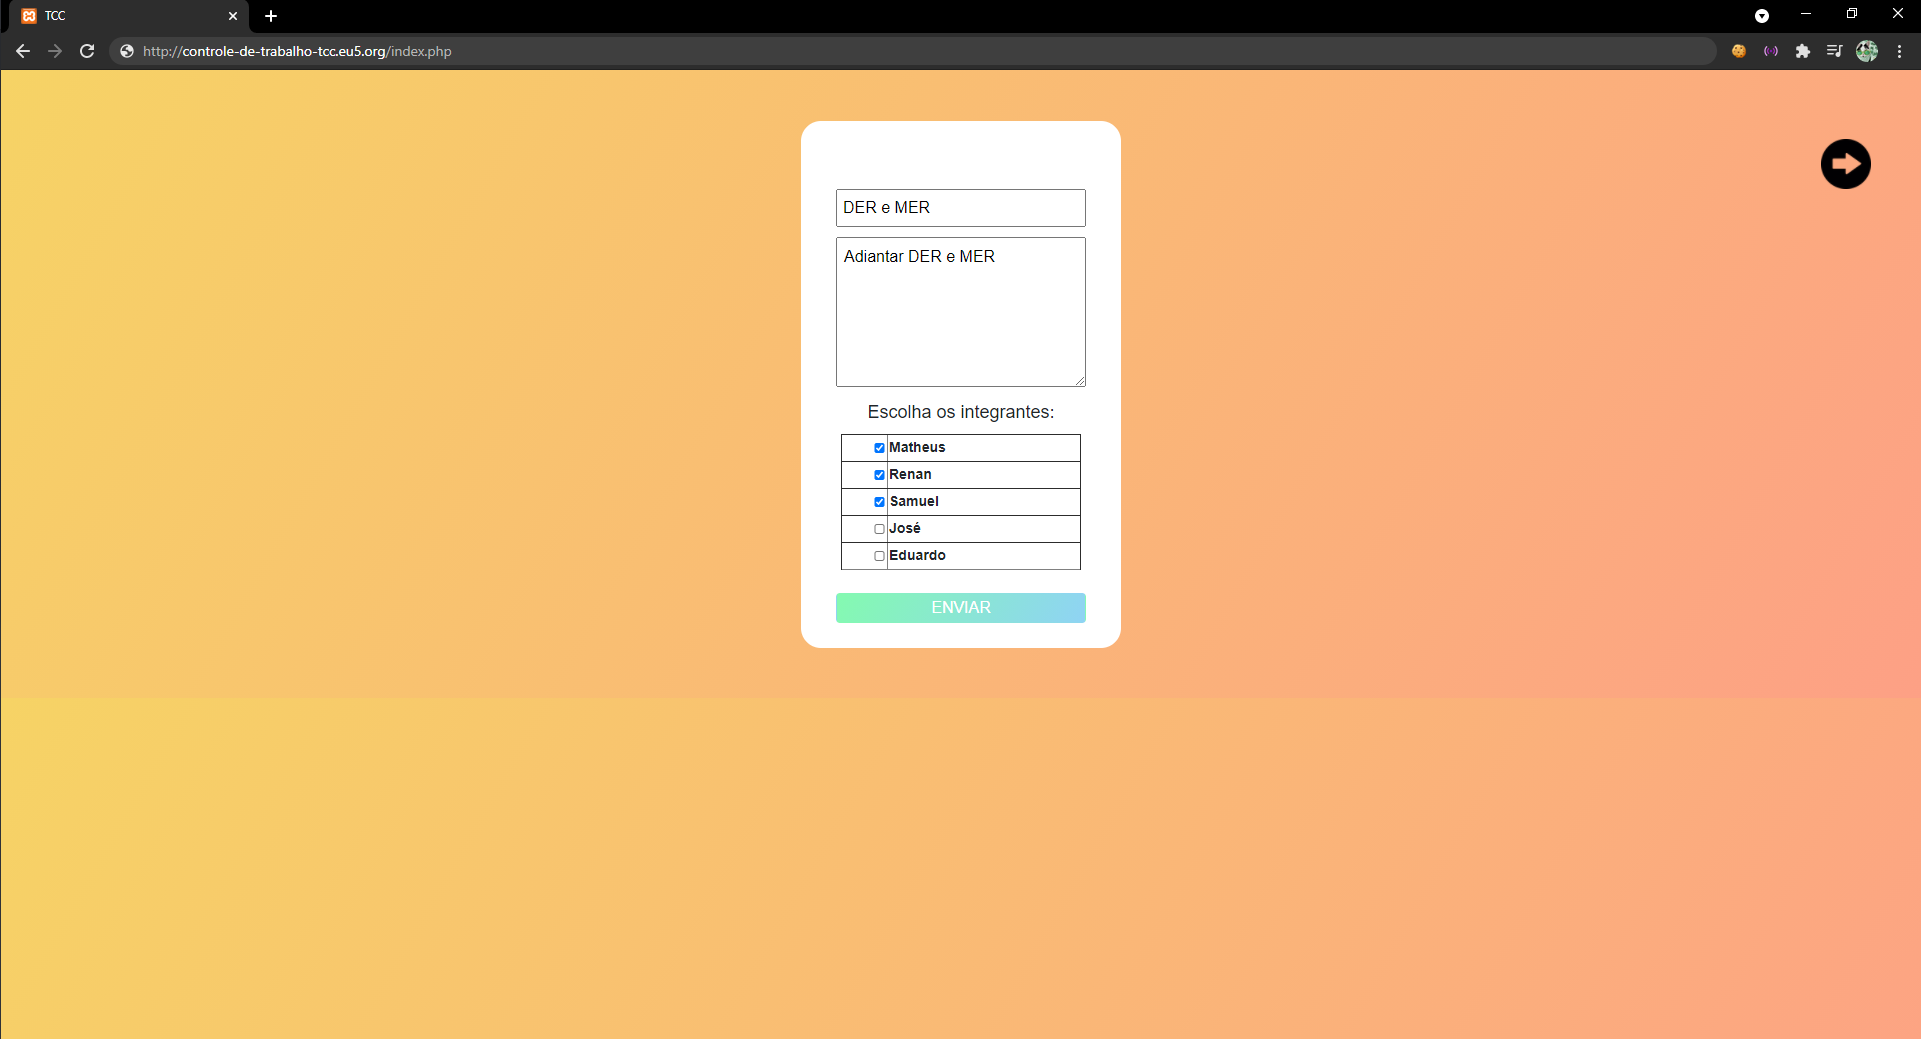 TCC
http://controle-de-trabalho-tcc.eu5.org/index.php
DER e MER
Adiantar DER e MER
Escolha os integrantes:
Matheus
Renan
Samuel
José
Eduardo
ENVIAR